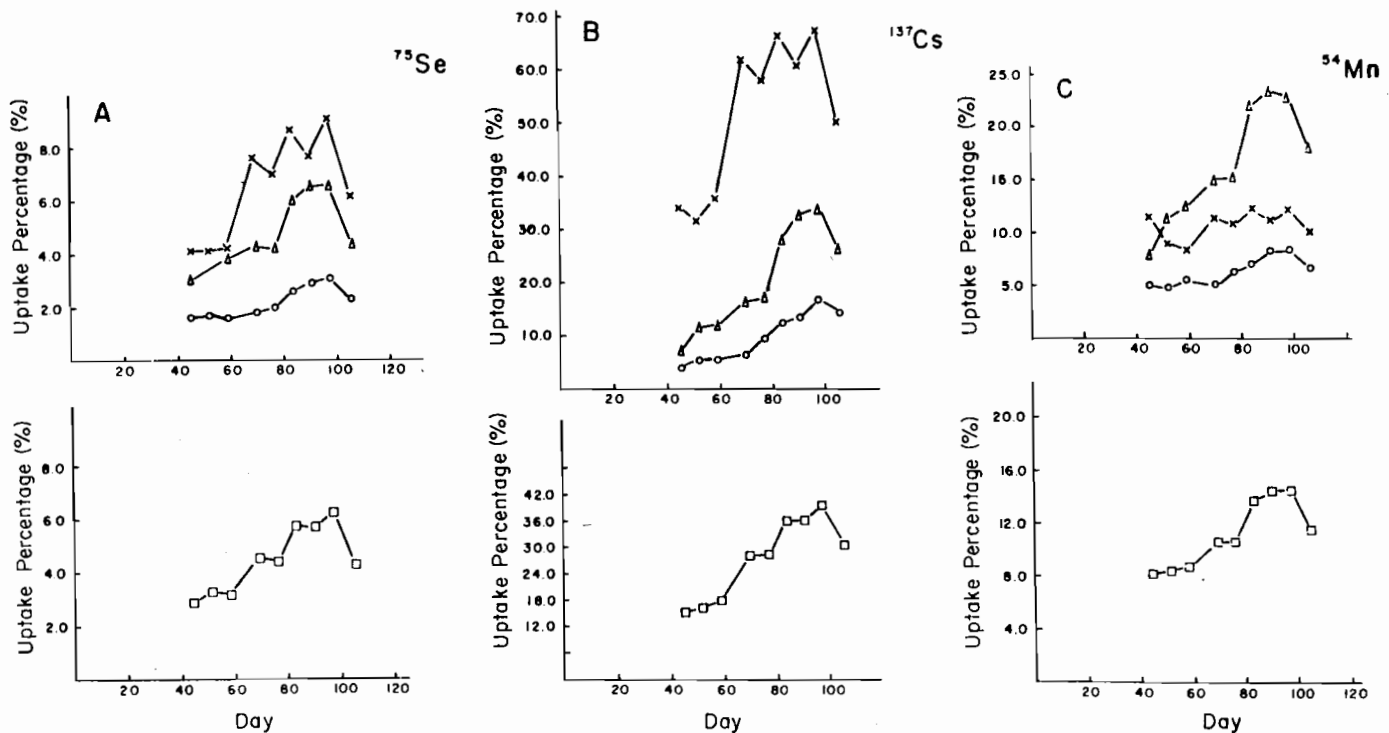 A
⁷⁵Se
Uptake Percentage (%)
8.0
6.0
4.0
2.0
20 40 60 80 100 120
B
¹³⁷Cs
Uptake Percentage (%)
70.0
60.0
50.0
40.0
30.0
20.0
10.0
20 40 60 80 100
C
⁵⁴Mn
Uptake Percentage (%)
25.0
20.0
15.0
10.0
5.0
20 40 60 80 100 120
Uptake Percentage (%)
8.0
6.0
4.0
2.0
20 40 60 80 100 120
Day
Uptake Percentage (%)
42.0
36.0
30.0
24.0
18.0
12.0
20 40 60 80 100
Day
Uptake Percentage (%)
20.0
16.0
12.0
8.0
4.0
20 40 60 80 100 120
Day